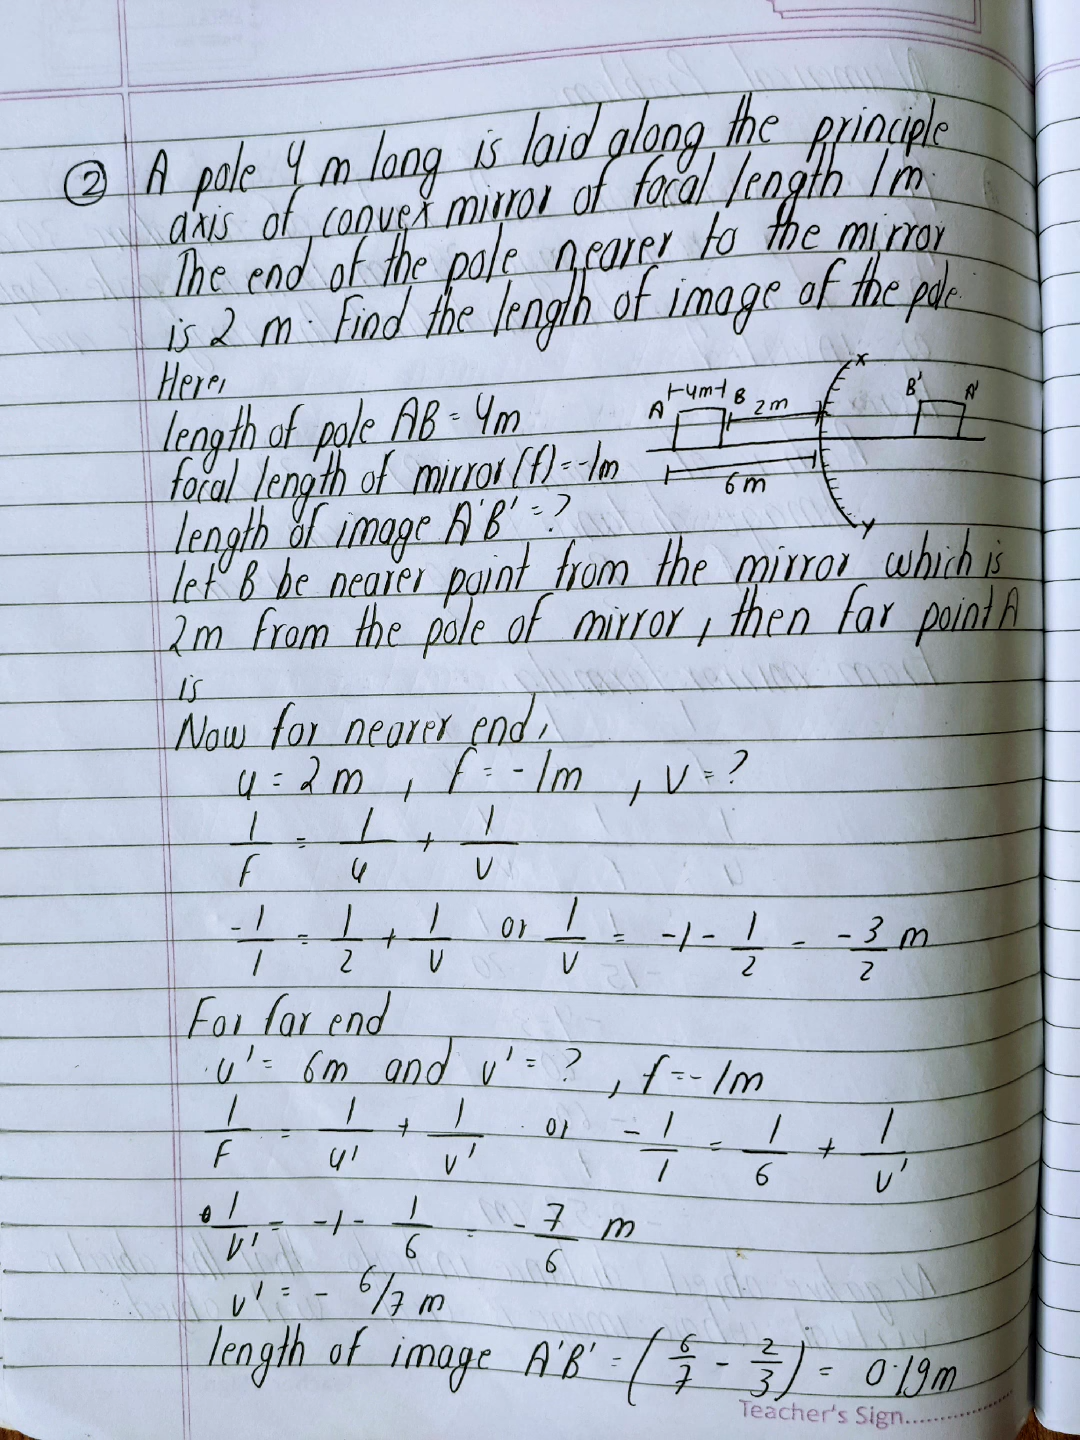 ② A pole 4 m long is laid along the principle
axis of convex mirror of focal length 1m.
The end of the pole nearer to the mirror
is 2 m. Find the length of image of the pole.
Here,
length of pole AB = 4m
focal length of mirror (f) = -1m
length of image A'B' = ?
A 4m B 2m X B' A'
6m
Y
let B be nearer point from the mirror which is
2m from the pole of mirror, then far point A
is
Now for nearer end,
u = 2m , f = -1m , v = ?
1/f = 1/u + 1/v
-1/1 = 1/2 + 1/v or 1/v = -1 - 1/2 = -3/2 m
For far end
u' = 6m and v' = ? , f = -1m
1/f = 1/u' + 1/v' or -1/1 = 1/6 + 1/v'
1/v' = -1 - 1/6 = -7/6 m
v' = - 6/7 m
length of image A'B' = (6/7 - 2/3) = 0.19m
Teacher's Sign...............